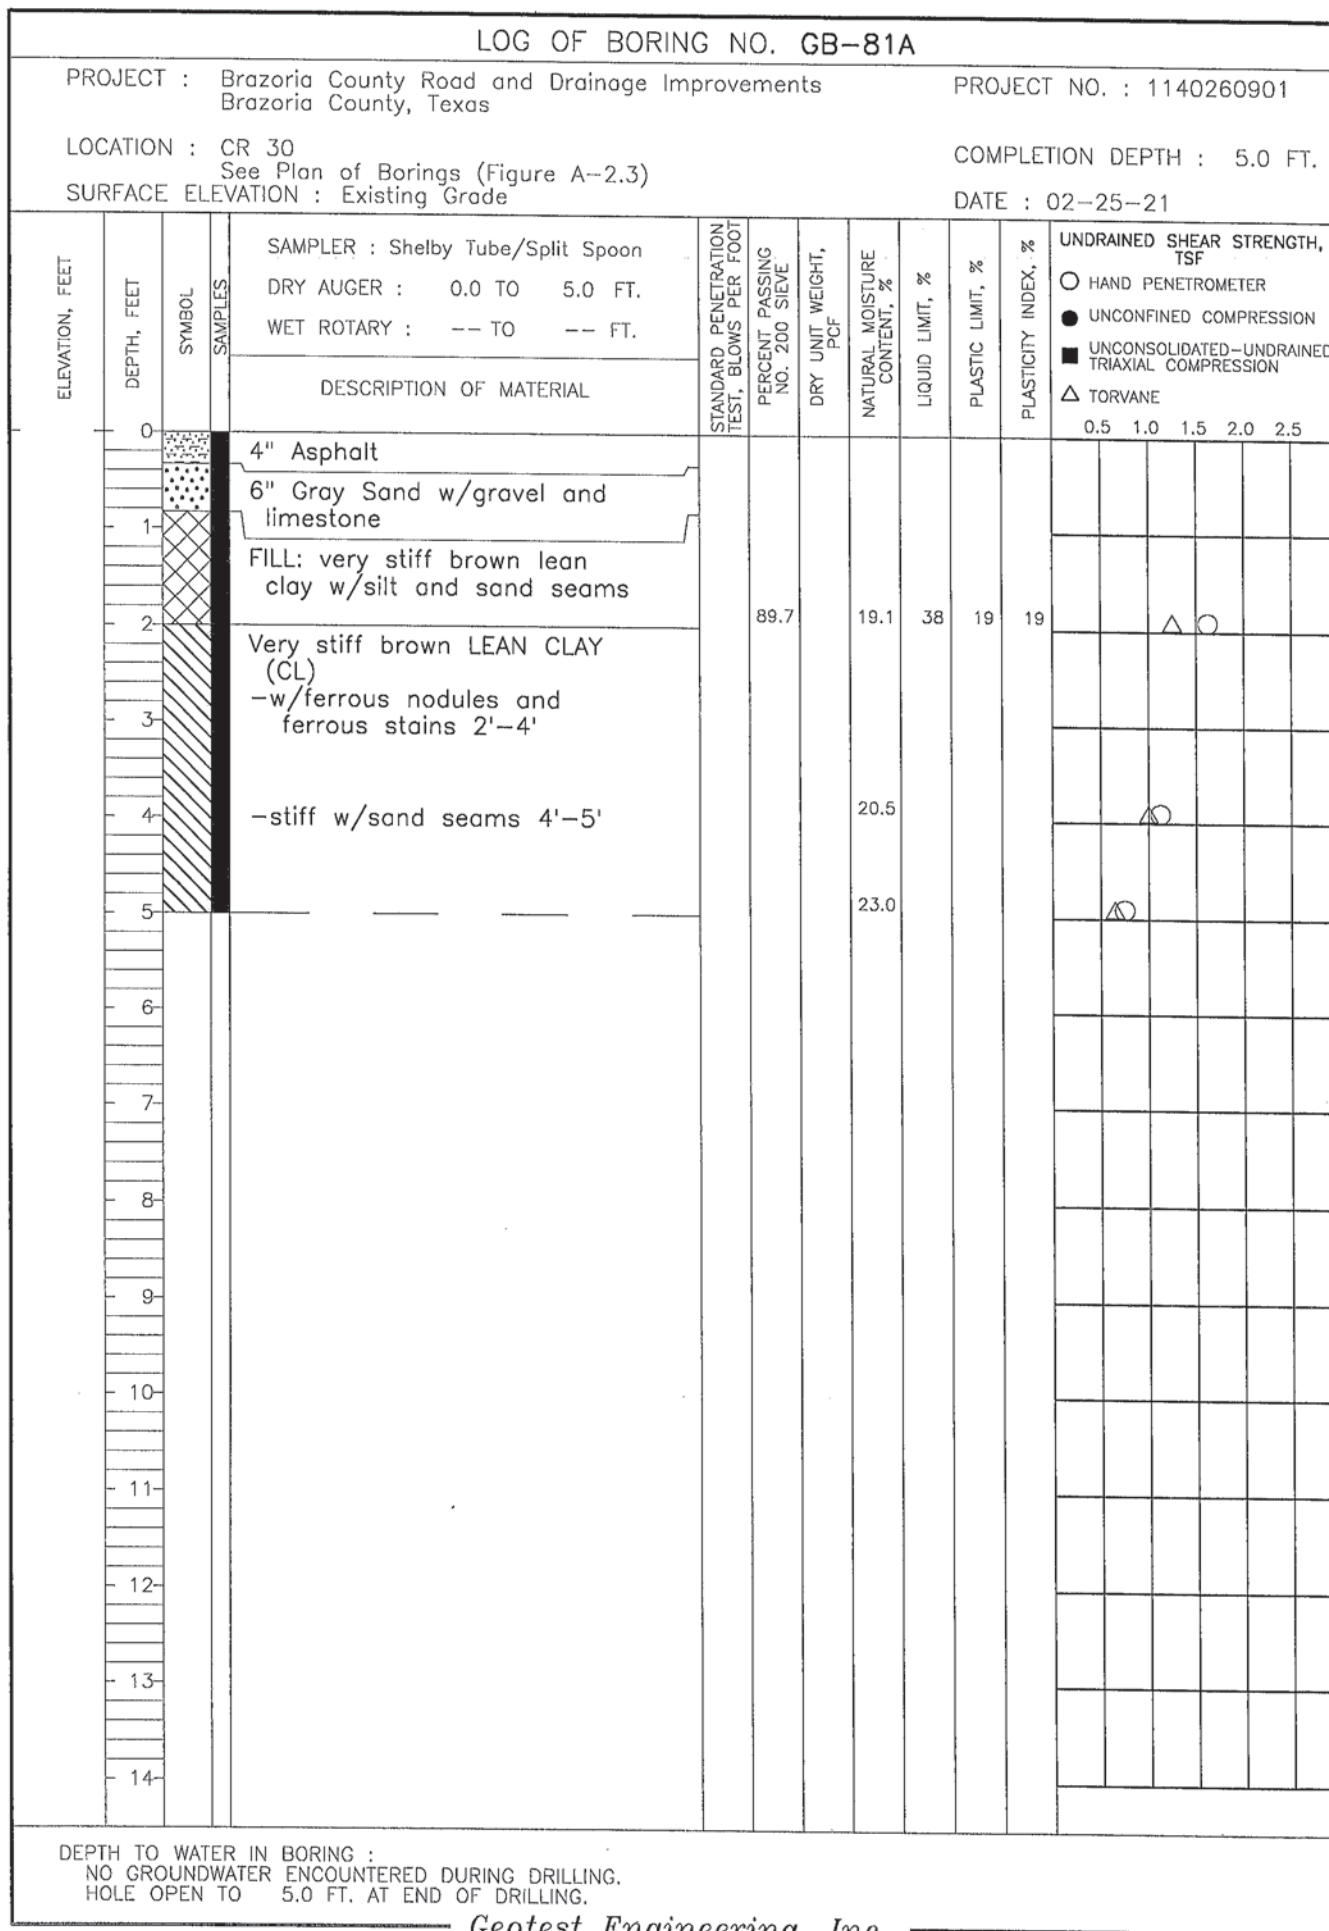 LOG OF BORING NO. GB-81A
PROJECT : Brazoria County Road and Drainage Improvements
Brazoria County, Texas
PROJECT NO. : 1140260901
LOCATION : CR 30
See Plan of Borings (Figure A-2.3)
COMPLETION DEPTH : 5.0 FT.
SURFACE ELEVATION : Existing Grade
DATE : 02-25-21
ELEVATION, FEET
DEPTH, FEET
SYMBOL
SAMPLES
SAMPLER : Shelby Tube/Split Spoon
DRY AUGER : 0.0 TO 5.0 FT.
WET ROTARY : -- TO -- FT.
DESCRIPTION OF MATERIAL
STANDARD PENETRATION
TEST, BLOWS PER FOOT
PERCENT PASSING
NO. 200 SIEVE
DRY UNIT WEIGHT,
PCF
NATURAL MOISTURE
CONTENT, %
LIQUID LIMIT, %
PLASTIC LIMIT, %
PLASTICITY INDEX, %
UNDRAINED SHEAR STRENGTH,
TSF
HAND PENETROMETER
UNCONFINED COMPRESSION
UNCONSOLIDATED-UNDRAINED
TRIAXIAL COMPRESSION
TORVANE
0.5 1.0 1.5 2.0 2.5
0
4" Asphalt
6" Gray Sand w/gravel and
limestone
1
FILL: very stiff brown lean
clay w/silt and sand seams
2
89.7 19.1 38 19 19
Very stiff brown LEAN CLAY
(CL)
-w/ferrous nodules and
ferrous stains 2'-4'
3
4
-stiff w/sand seams 4'-5'
20.5
5
23.0
6
7
8
9
10
11
12
13
14
DEPTH TO WATER IN BORING :
NO GROUNDWATER ENCOUNTERED DURING DRILLING.
HOLE OPEN TO 5.0 FT. AT END OF DRILLING.
Geotest Engineering, Inc.